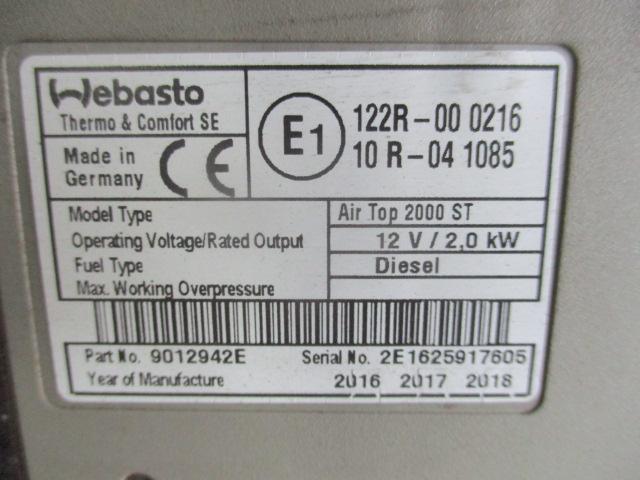 Webasto
Thermo & Comfort SE
Made in
Germany
CE
E1
122R-00 0216
10 R-04 1085
Model Type Air Top 2000 ST
Operating Voltage/Rated Output 12 V / 2,0 kW
Fuel Type Diesel
Max. Working Overpressure
Part No. 9012942E Serial No. 2E1625917605
Year of Manufacture 2016 2017 2018